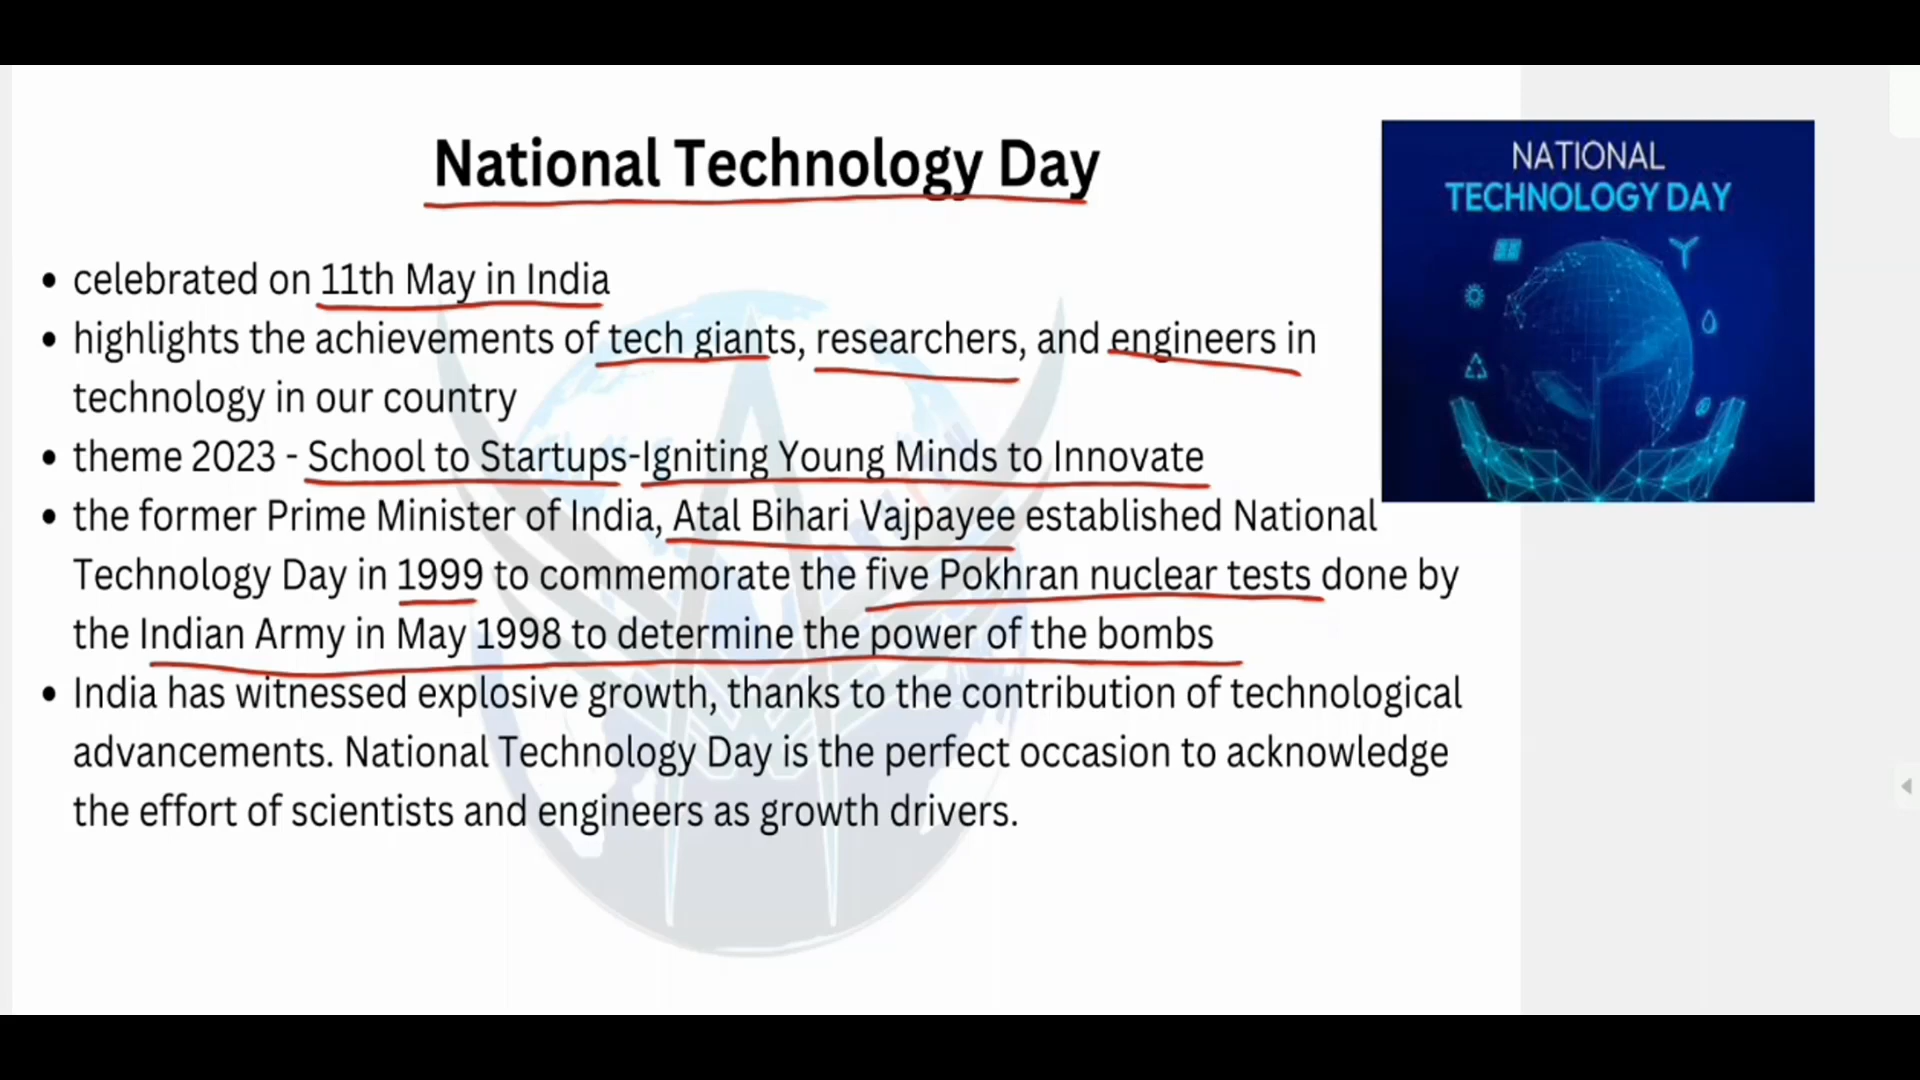 National Technology Day
• celebrated on 11th May in India
• highlights the achievements of tech giants, researchers, and engineers in
technology in our country
• theme 2023 - School to Startups-Igniting Young Minds to Innovate
• the former Prime Minister of India, Atal Bihari Vajpayee established National
Technology Day in 1999 to commemorate the five Pokhran nuclear tests done by
the Indian Army in May 1998 to determine the power of the bombs
• India has witnessed explosive growth, thanks to the contribution of technological
advancements. National Technology Day is the perfect occasion to acknowledge
the effort of scientists and engineers as growth drivers.
NATIONAL
TECHNOLOGY DAY